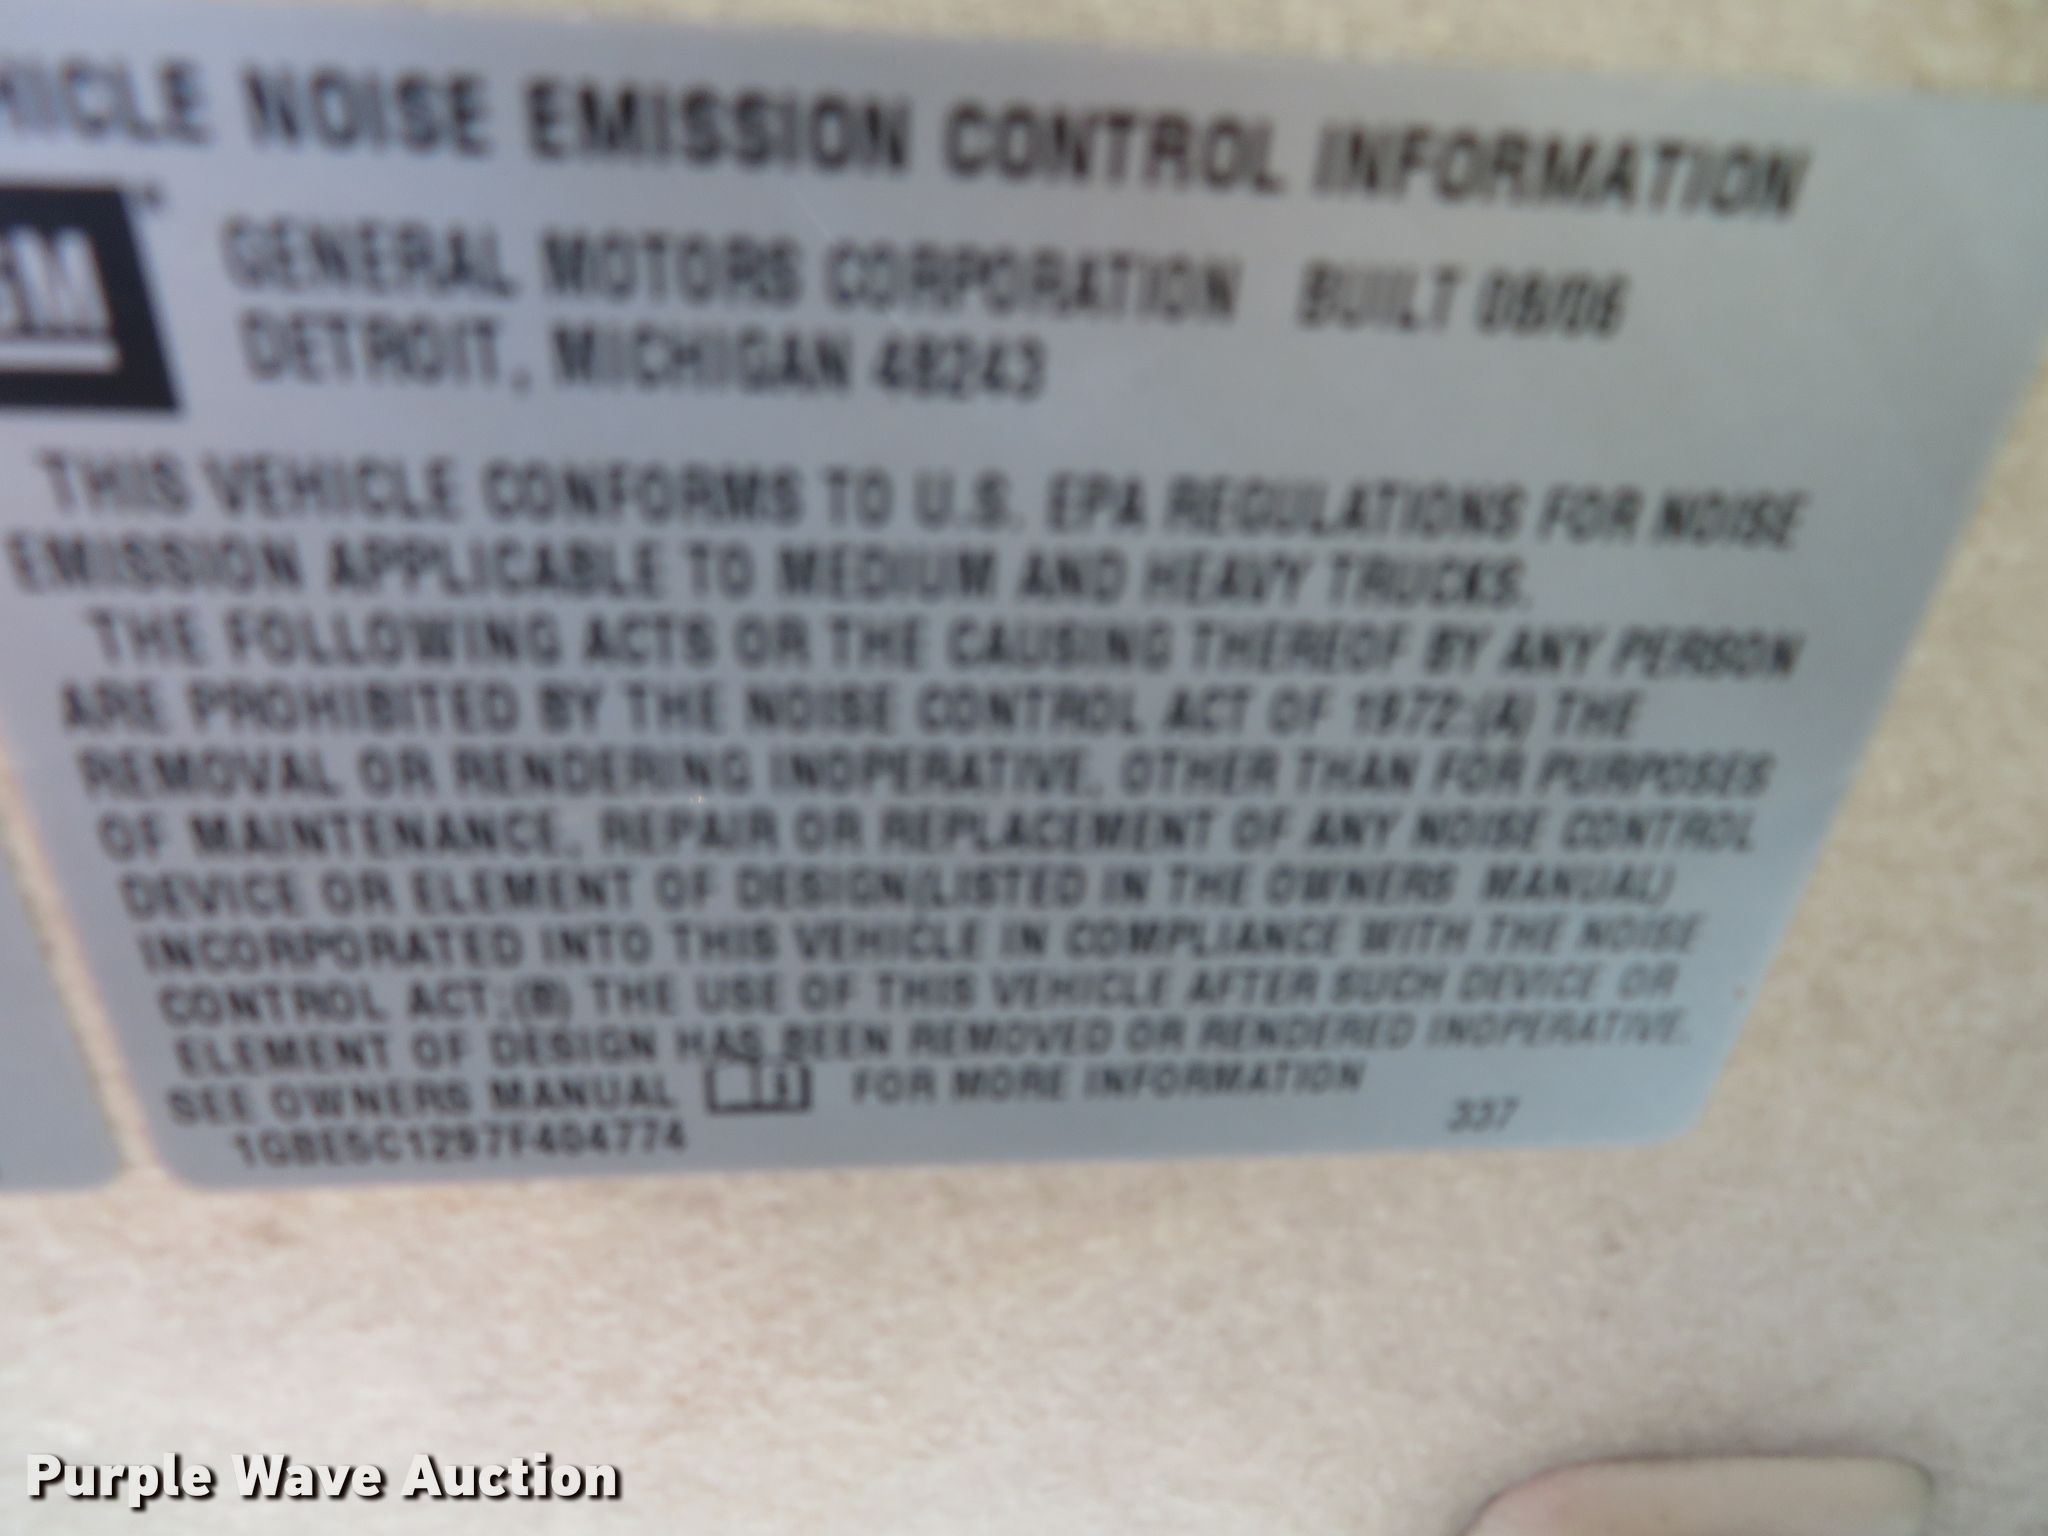 HICLE NOISE EMISSION CONTROL INFORMATION
GM
GENERAL MOTORS CORPORATION BUILT 08/06
DETROIT, MICHIGAN 48243
THIS VEHICLE CONFORMS TO U.S. EPA REGULATIONS FOR NOISE
EMISSION APPLICABLE TO MEDIUM AND HEAVY TRUCKS.
THE FOLLOWING ACTS OR THE CAUSING THEREOF BY ANY PERSON
ARE PROHIBITED BY THE NOISE CONTROL ACT OF 1972:(A) THE
REMOVAL OR RENDERING INOPERATIVE, OTHER THAN FOR PURPOSES
OF MAINTENANCE, REPAIR OR REPLACEMENT OF ANY NOISE CONTROL
DEVICE OR ELEMENT OF DESIGN(LISTED IN THE OWNERS MANUAL)
INCORPORATED INTO THIS VEHICLE IN COMPLIANCE WITH THE NOISE
CONTROL ACT;(B) THE USE OF THIS VEHICLE AFTER SUCH DEVICE OR
ELEMENT OF DESIGN HAS BEEN REMOVED OR RENDERED INOPERATIVE.
SEE OWNERS MANUAL FOR MORE INFORMATION
1GBE5C1297F404774 337
Purple Wave Auction